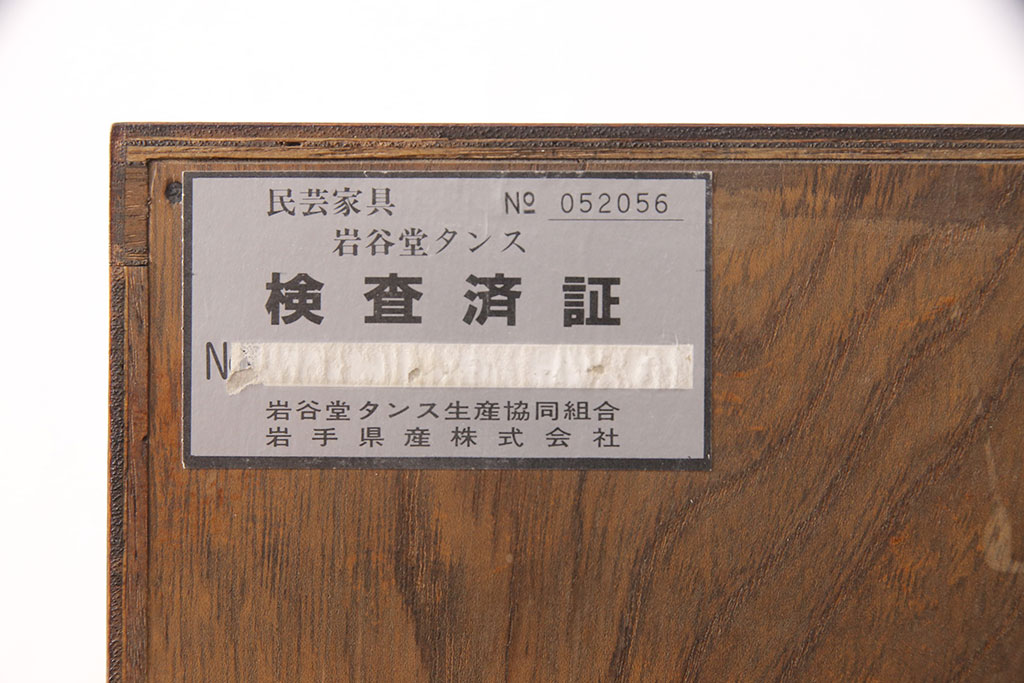 民芸家具 № 052056
岩谷堂タンス
検査済証
N
岩谷堂タンス生産協同組合
岩手県産株式会社